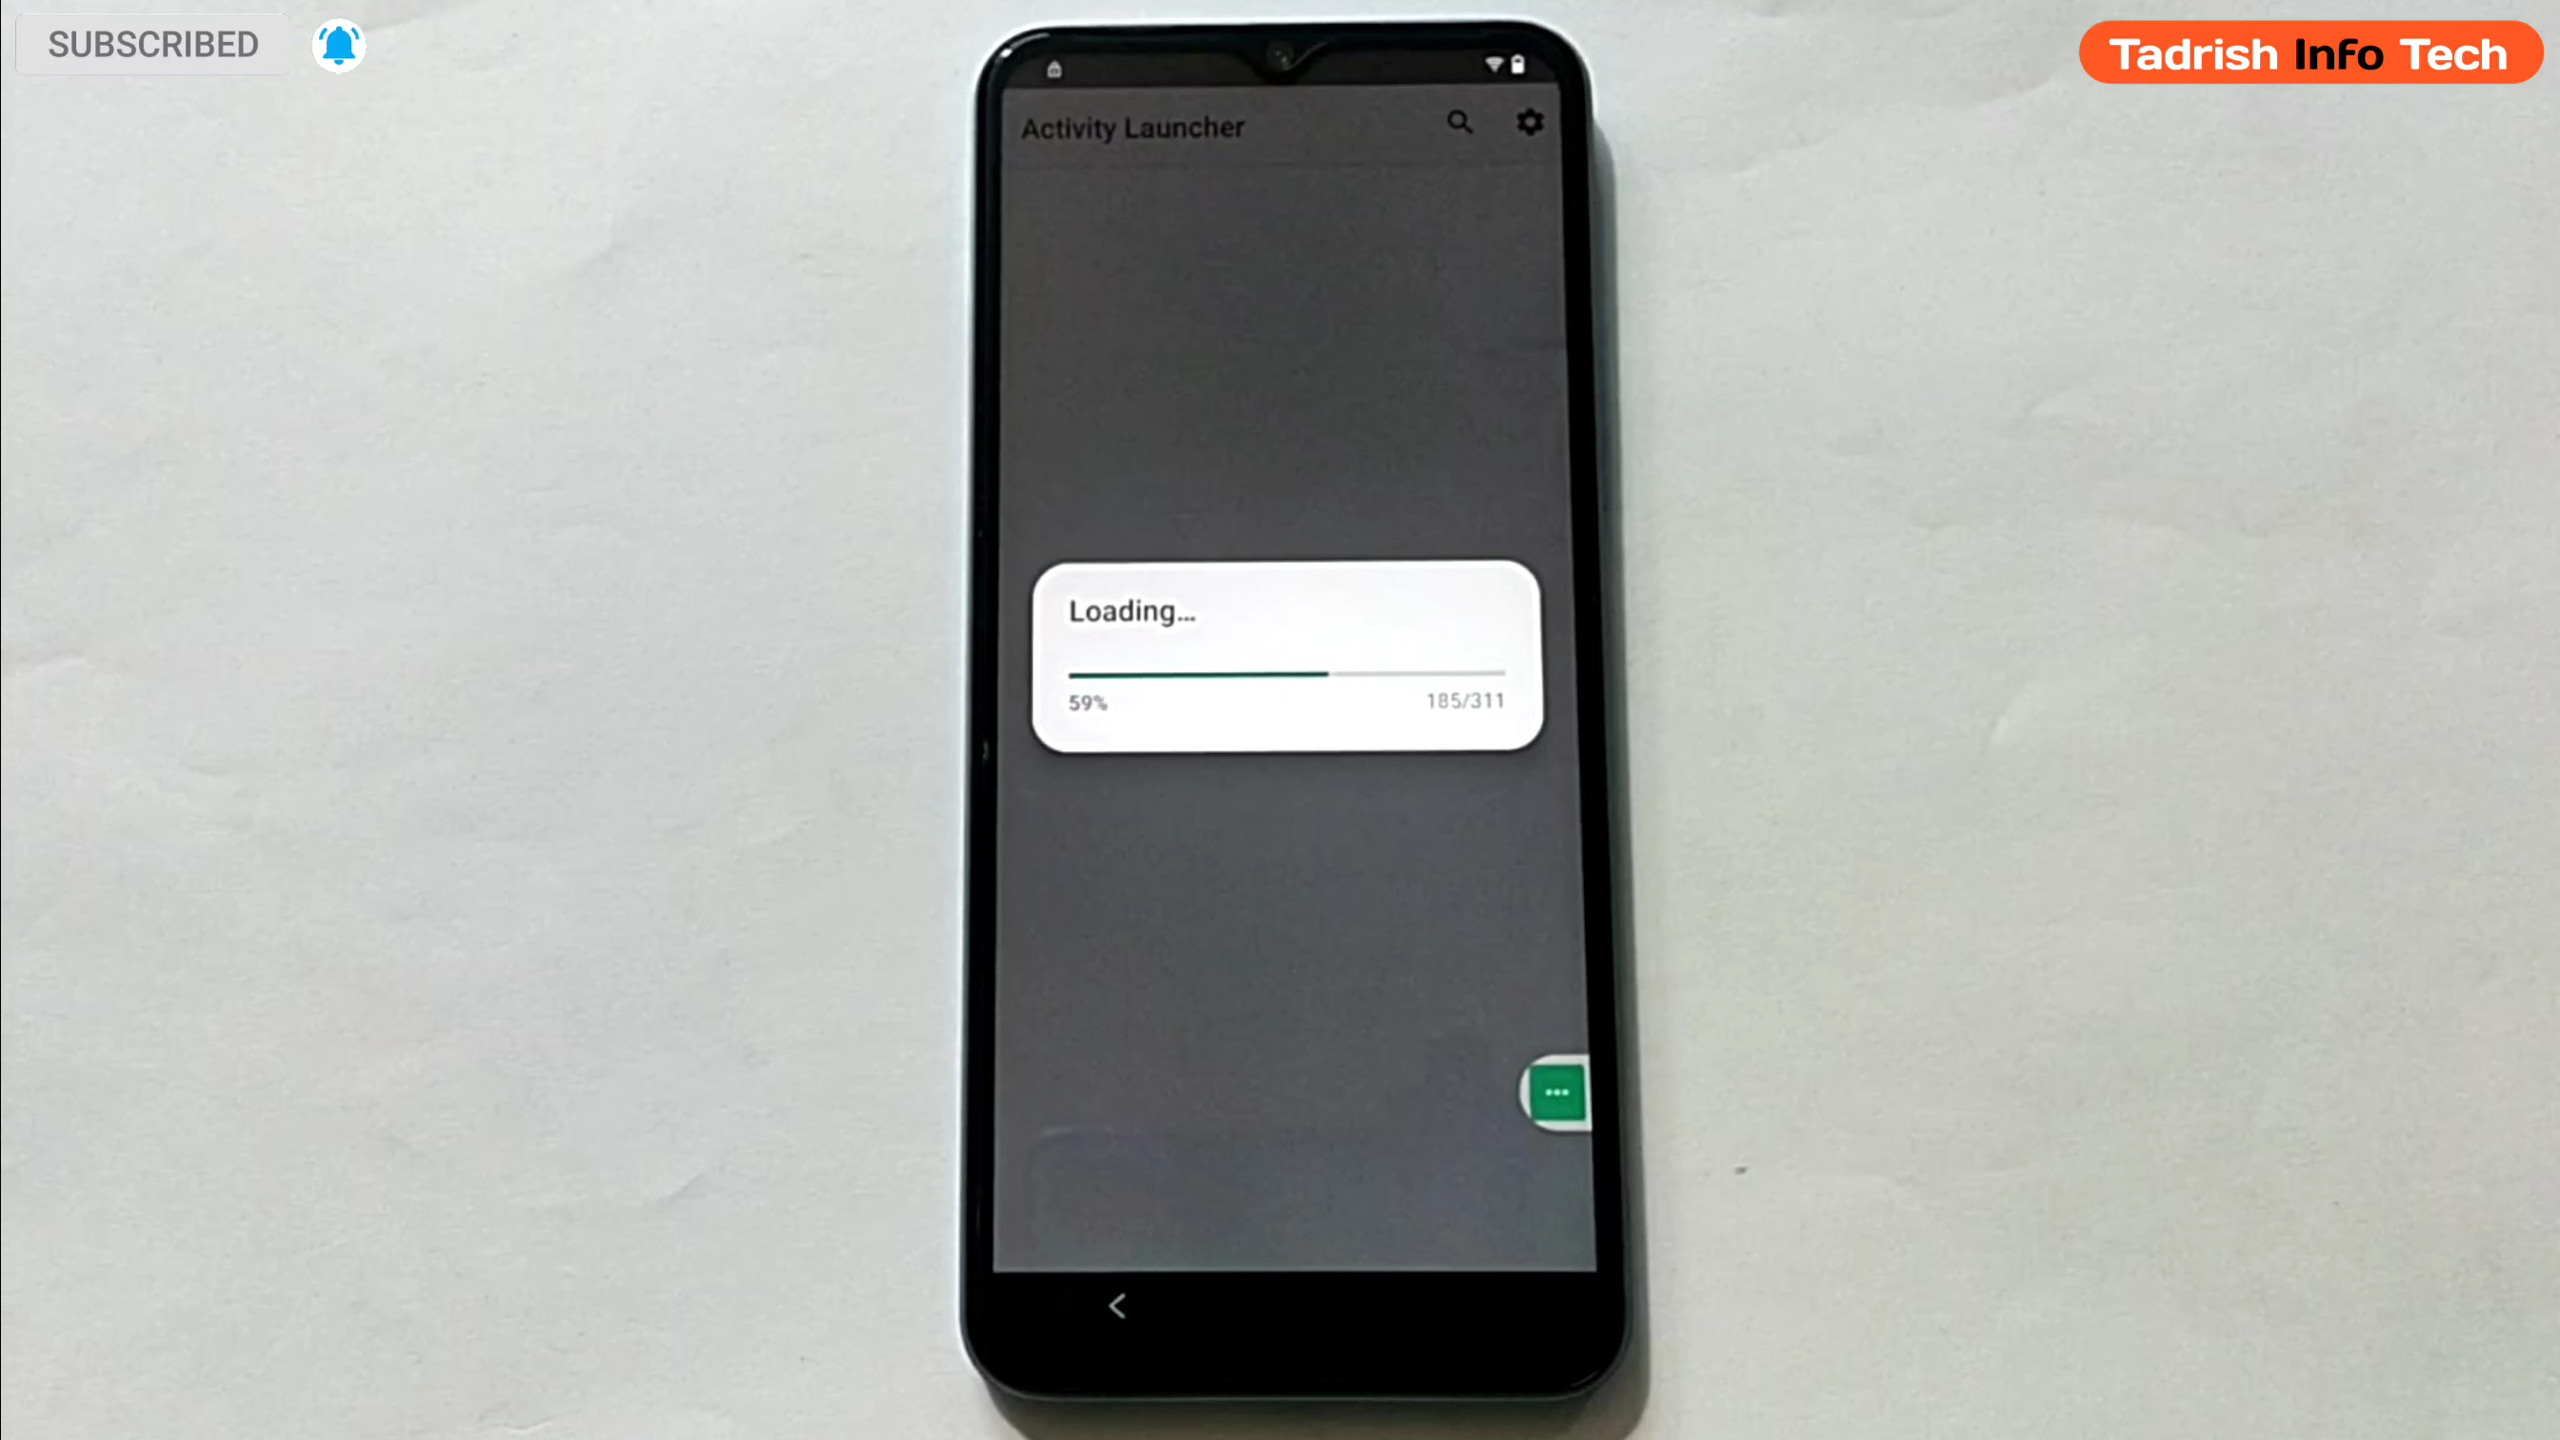 SUBSCRIBED
Tadrish Info Tech
Activity Launcher
Loading...
59%
185/311